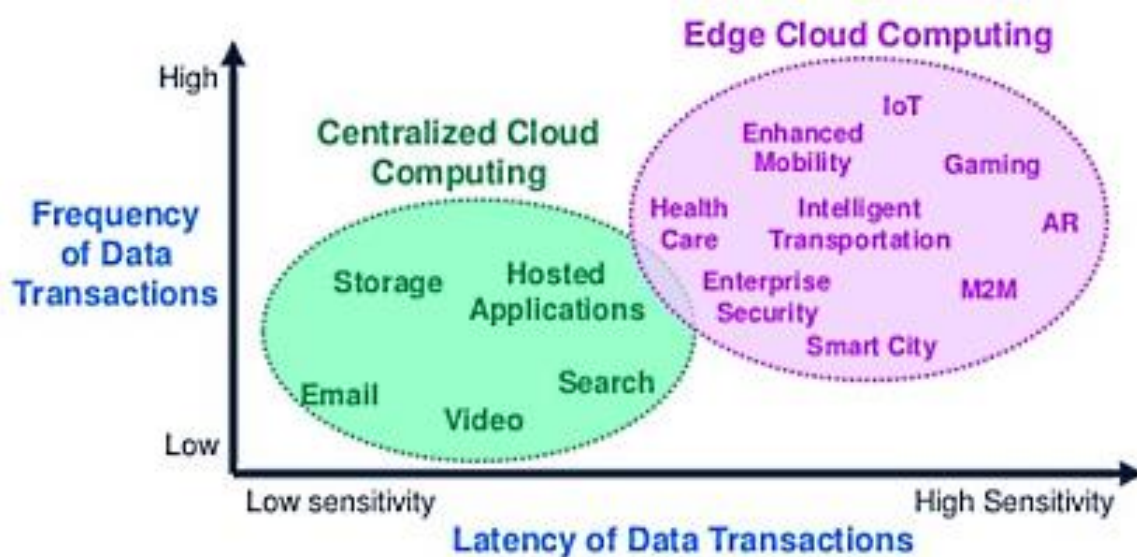 Edge Cloud Computing
High
IoT
Centralized Cloud
Computing
Enhanced
Mobility
Gaming
Frequency
of Data
Transactions
Health
Care
Intelligent
Transportation
AR
Storage
Hosted
Applications
Enterprise
Security
M2M
Smart City
Email
Search
Video
Low
Low sensitivity
High Sensitivity
Latency of Data Transactions